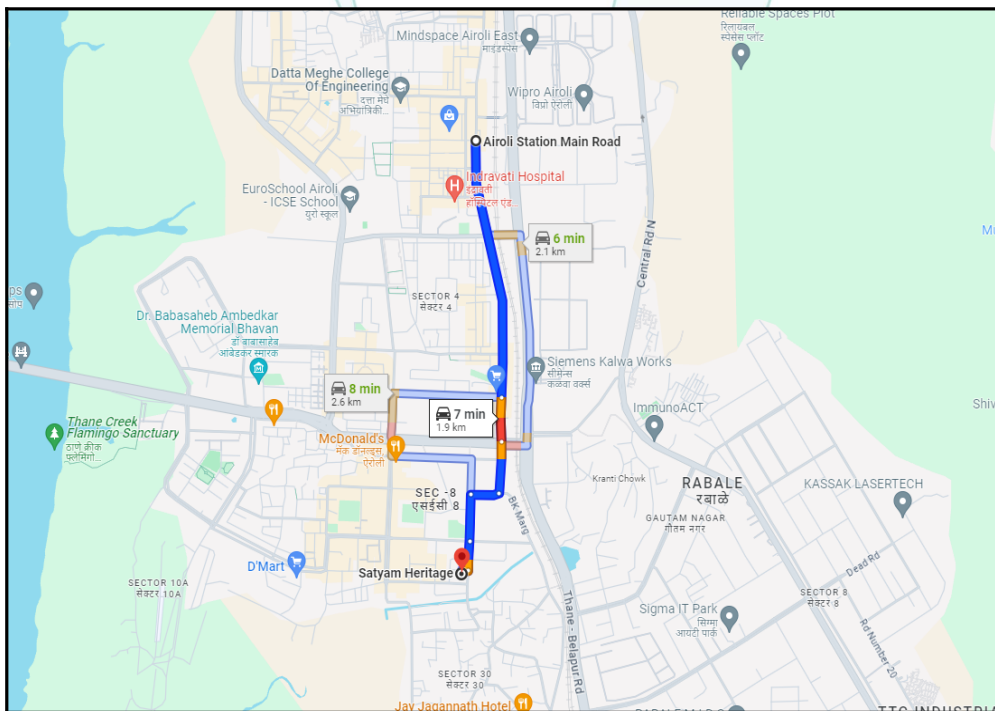 Reliable Spaces Plot
रिलायबल
स्पेसेस प्लॉट
Mindspace Airoli East
माइंडस्पेस
Datta Meghe College
Of Engineering
दत्ता मेघे
अभियांत्रिकी...
Wipro Airoli
विप्रो ऐरोली
Airoli Station Main Road
Indravati Hospital
इंद्रावती
हॉस्पिटल एंड
EuroSchool Airoli
- ICSE School
युरो स्कूल
6 min
2.1 km
Central Rd N
SECTOR 4
सेक्टर 4
Dr. Babasaheb Ambedkar
Memorial Bhavan
डॉ बाबासाहेब
आंबेडकर स्मारक
Siemens Kalwa Works
सीमेन्स
कळवा वर्क्स
8 min
2.6 km
7 min
1.9 km
ImmunoACT
Thane Creek
Flamingo Sanctuary
ठाणे क्रीक
फ्लेमिंगो...
McDonald's
मॅक डॉनल्ड्स,
ऐरोली
Kranti Chowk
RABALE
रबाळे
KASSAK LASERTECH
SEC -8
एसईसी 8
BK Marg
GAUTAM NAGAR
गौतम नगर
D'Mart
Satyam Heritage
Dead Rd
SECTOR 10A
सेक्टर 10A
SECTOR 8
सेक्टर 8
Sigma IT Park
सिग्मा
आयटी पार्क
Thane - Belapur Rd
Rd Number 20
SECTOR 30
सेक्टर 30
Jay Jagannath Hotel